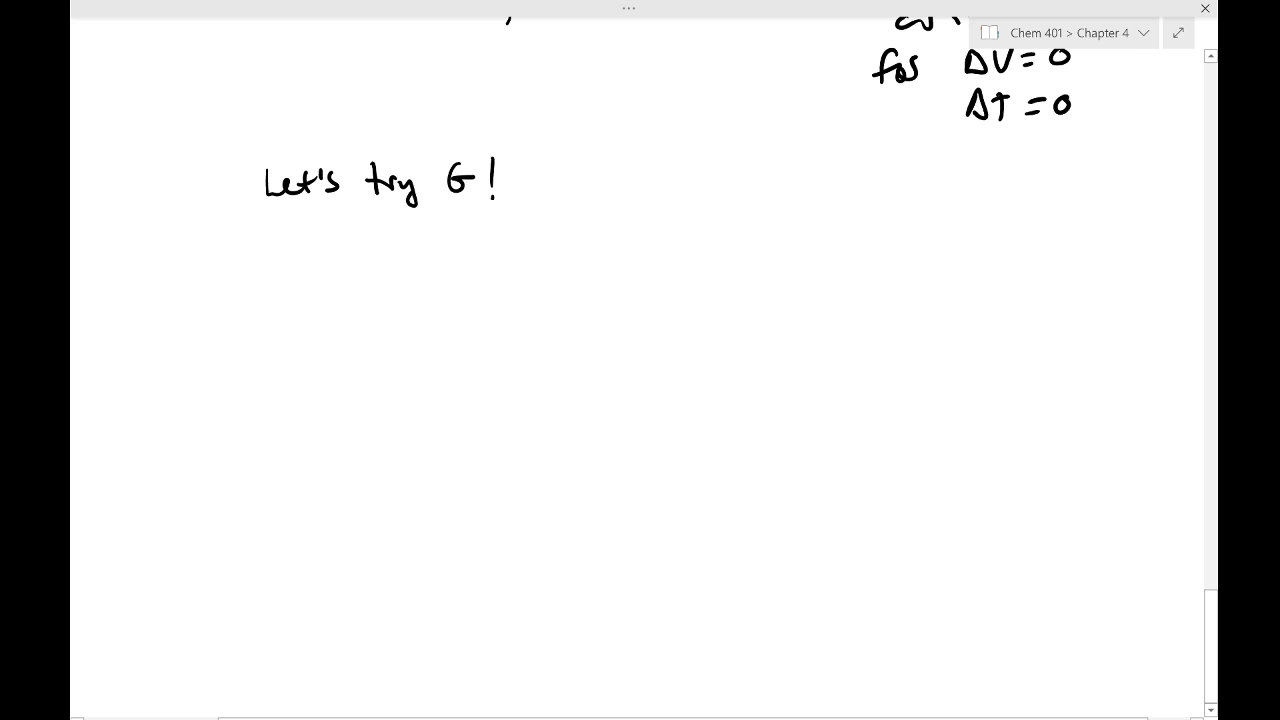 Chem 401 > Chapter 4
for ΔV = 0
ΔT = 0
Let's try G!